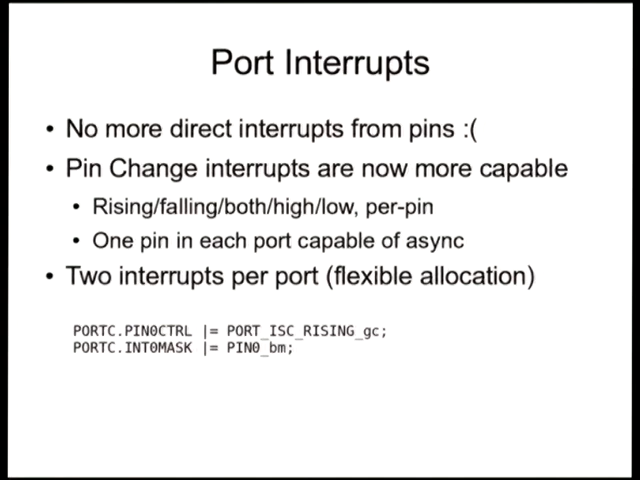 Port Interrupts
• No more direct interrupts from pins :(
• Pin Change interrupts are now more capable
• Rising/falling/both/high/low, per-pin
• One pin in each port capable of async
• Two interrupts per port (flexible allocation)
PORTC.PIN0CTRL |= PORT_ISC_RISING_gc;
PORTC.INT0MASK |= PIN0_bm;